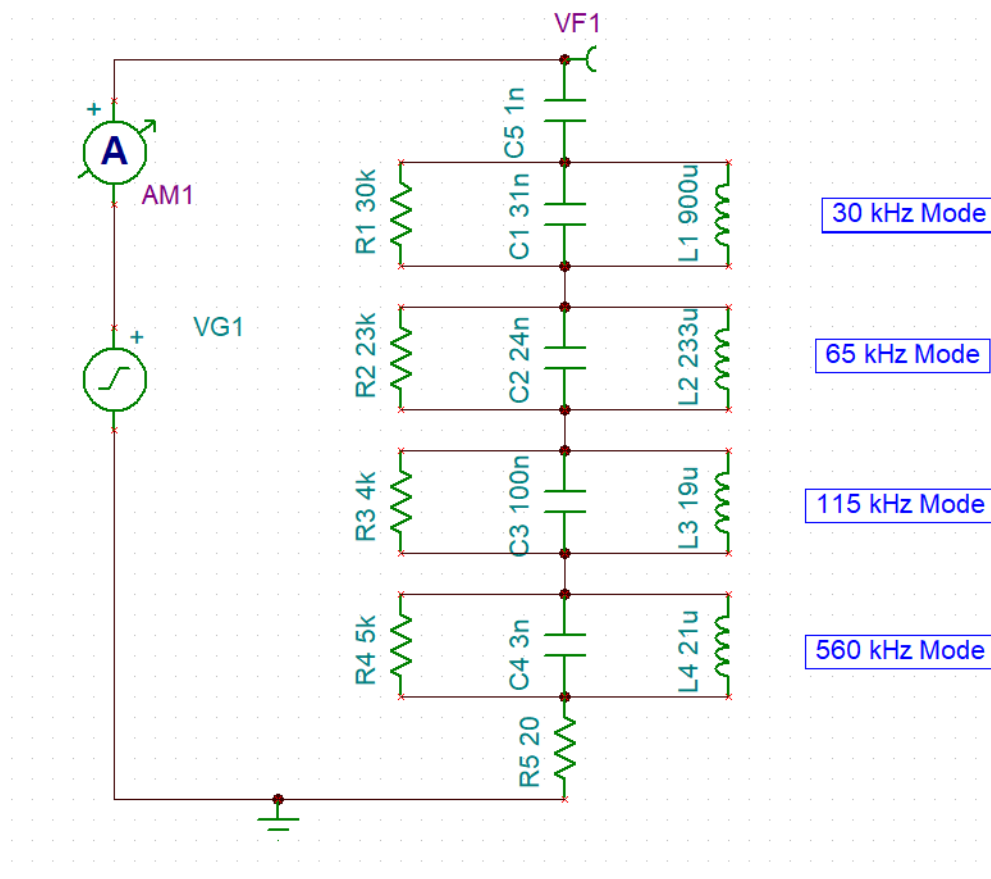 VF1
C5 1n
+
A
AM1
R1 30k
C1 31n
L1 900u
30 kHz Mode
+
VG1
R2 23k
C2 24n
L2 233u
65 kHz Mode
R3 4k
C3 100n
L3 19u
115 kHz Mode
R4 5k
C4 3n
L4 21u
560 kHz Mode
R5 20